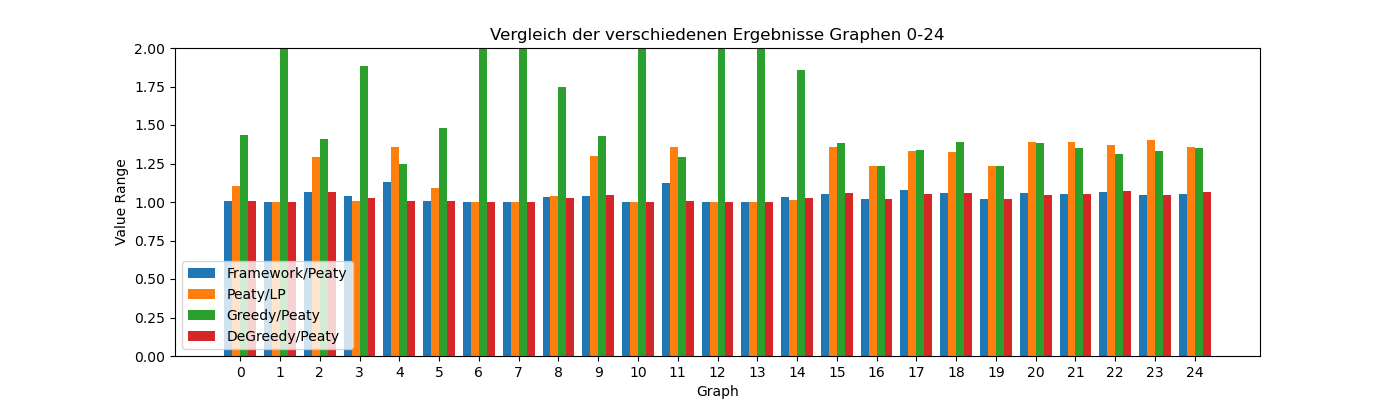 Vergleich der verschiedenen Ergebnisse Graphen 0-24
2.00
1.75
1.50
1.25
1.00
0.75
0.50
0.25
0.00
Value Range
Framework/Peaty
Peaty/LP
Greedy/Peaty
DeGreedy/Peaty
0 1 2 3 4 5 6 7 8 9 10 11 12 13 14 15 16 17 18 19 20 21 22 23 24
Graph